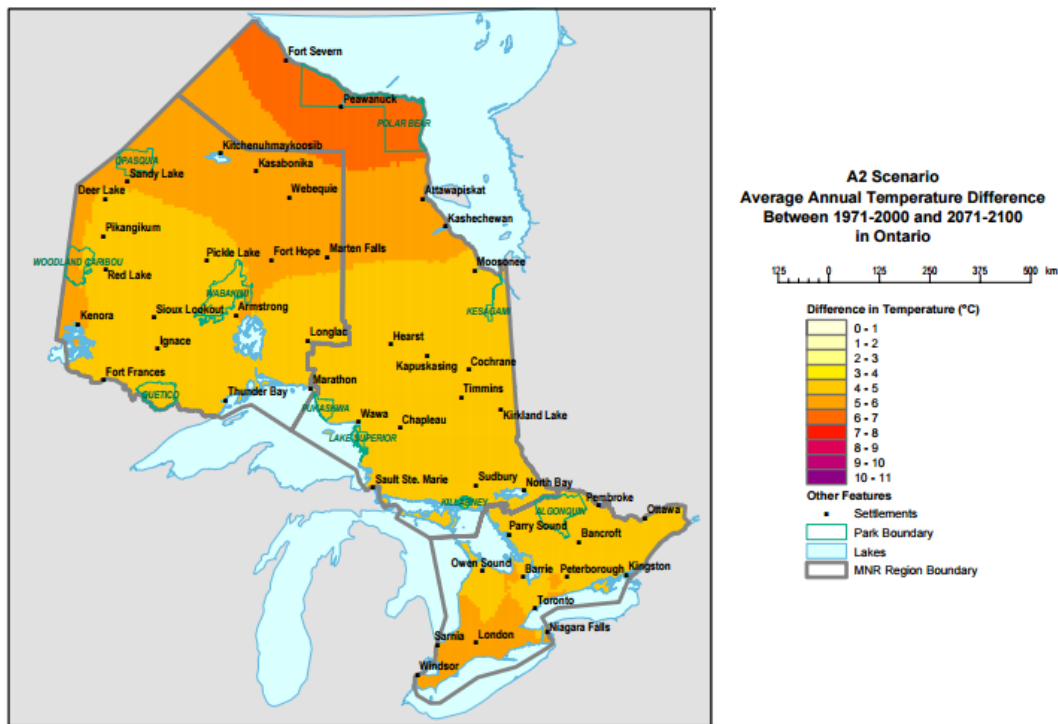 Fort Severn
Peawanuck
POLAR BEAR
Kitchenuhmaykoosib
OPASQUIA
Kasabonika
Sandy Lake
Deer Lake
Webequie
Attawapiskat
Kashechewan
Pikangikum
WOODLAND CARIBOU
Pickle Lake
Fort Hope
Marten Falls
Red Lake
Moosonee
WABAKIMI
KESAGAMI
Sioux Lookout
Armstrong
Kenora
Ignace
Longlac
Hearst
Kapuskasing
Cochrane
Fort Frances
QUETICO
Thunder Bay
Marathon
PUKASKWA
Timmins
Kirkland Lake
Wawa
Chapleau
LAKE SUPERIOR
Sault Ste. Marie
Sudbury
North Bay
KILLARNEY
Pembroke
ALGONQUIN
Ottawa
Parry Sound
Bancroft
Owen Sound
Barrie
Peterborough
Kingston
Toronto
Niagara Falls
Sarnia
London
Windsor
A2 Scenario
Average Annual Temperature Difference
Between 1971-2000 and 2071-2100
in Ontario
125 0 125 250 375 500 km
Difference in Temperature (°C)
0 - 1
1 - 2
2 - 3
3 - 4
4 - 5
5 - 6
6 - 7
7 - 8
8 - 9
9 - 10
10 - 11
Other Features
Settlements
Park Boundary
Lakes
MNR Region Boundary